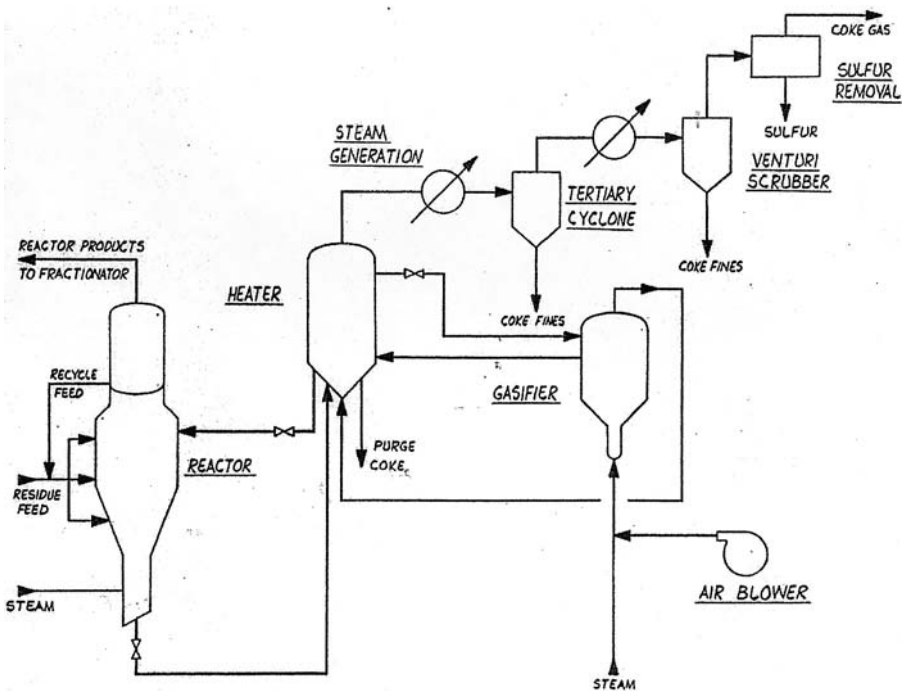 COKE GAS
SULFUR
REMOVAL
SULFUR
VENTURI
SCRUBBER
STEAM
GENERATION
TERTIARY
CYCLONE
COKE FINES
REACTOR PRODUCTS
TO FRACTIONATOR
HEATER
COKE FINES
RECYCLE
FEED
GASIFIER
PURGE
COKE
REACTOR
RESIDUE
FEED
STEAM
AIR BLOWER
STEAM